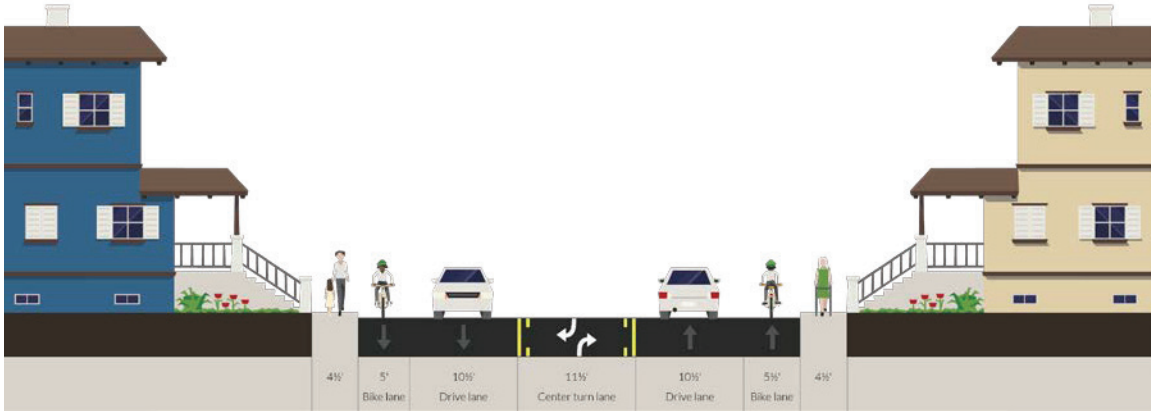 4½'
5'
Bike lane
10½'
Drive lane
11½'
Center turn lane
10½'
Drive lane
5½'
Bike lane
4½'